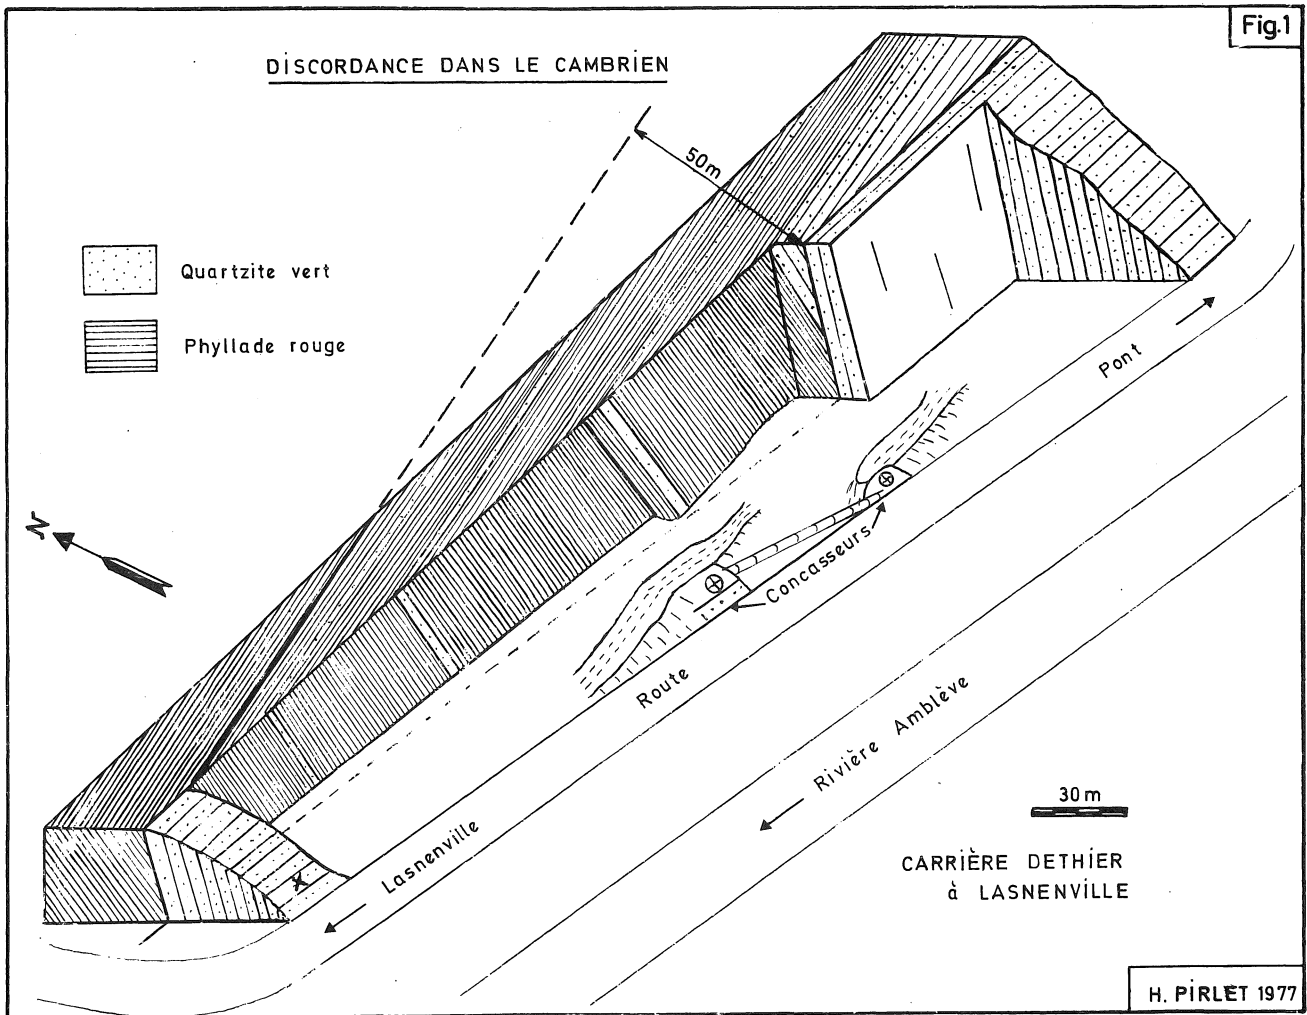 Fig.1
DISCORDANCE DANS LE CAMBRIEN
50m
Quartzite vert
Phyllade rouge
N
Pont
Concasseurs
Route
Rivière Amblève
Lasnenville
30m
CARRIÈRE DETHIER
à LASNENVILLE
X
H. PIRLET 1977